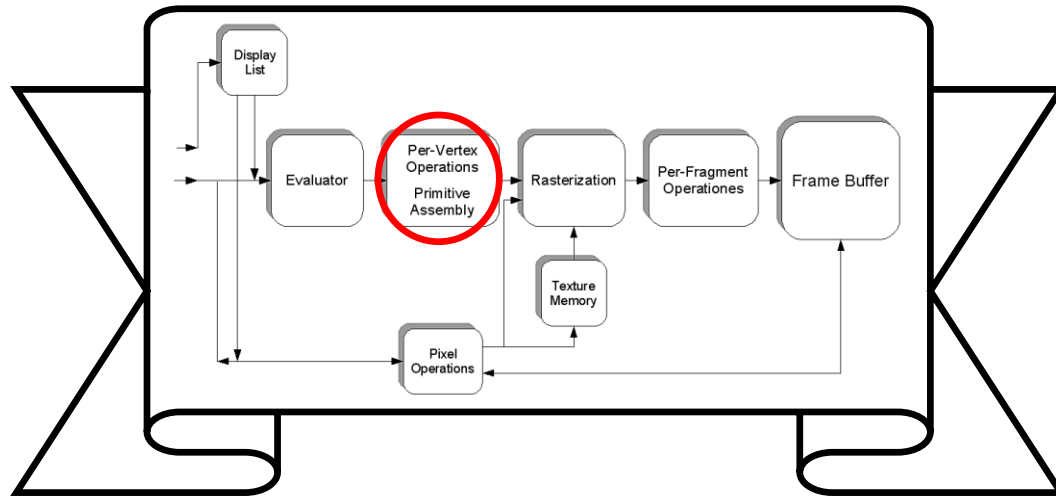 Display
List
Evaluator
Per-Vertex
Operations
Primitive
Assembly
Rasterization
Per-Fragment
Operationes
Frame Buffer
Texture
Memory
Pixel
Operations